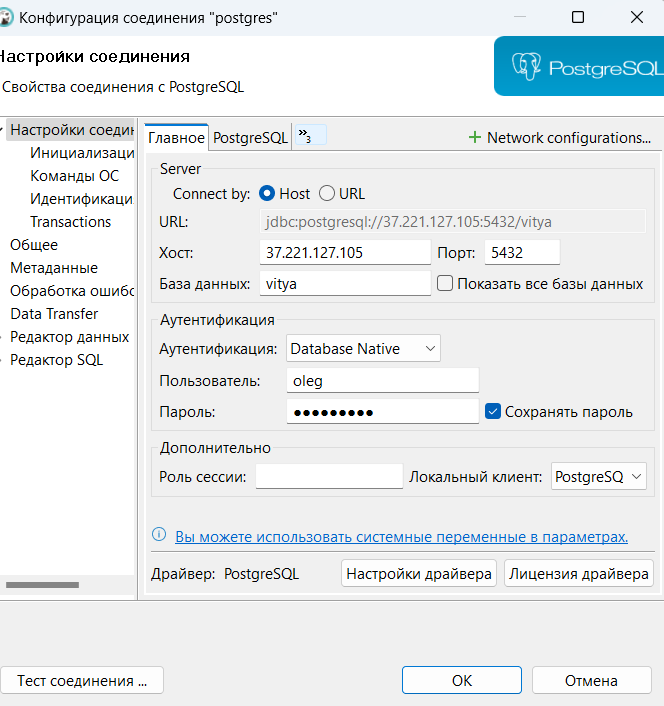 Конфигурация соединения "postgres"
Настройки соединения
Свойства соединения с PostgreSQL
PostgreSQL
Настройки соедин
Инициализаци
Команды ОС
Идентификаци
Transactions
Общее
Метаданные
Обработка ошибо
Data Transfer
Редактор данных
Редактор SQL
Главное PostgreSQL »3 + Network configurations...
Server
Connect by: Host URL
URL: jdbc:postgresql://37.221.127.105:5432/vitya
Хост: 37.221.127.105 Порт: 5432
База данных: vitya Показать все базы данных
Аутентификация
Аутентификация: Database Native
Пользователь: oleg
Пароль: ••••••••• Сохранять пароль
Дополнительно
Роль сессии: Локальный клиент: PostgreSQ
Вы можете использовать системные переменные в параметрах.
Драйвер: PostgreSQL Настройки драйвера Лицензия драйвера
Тест соединения ... ОК Отмена